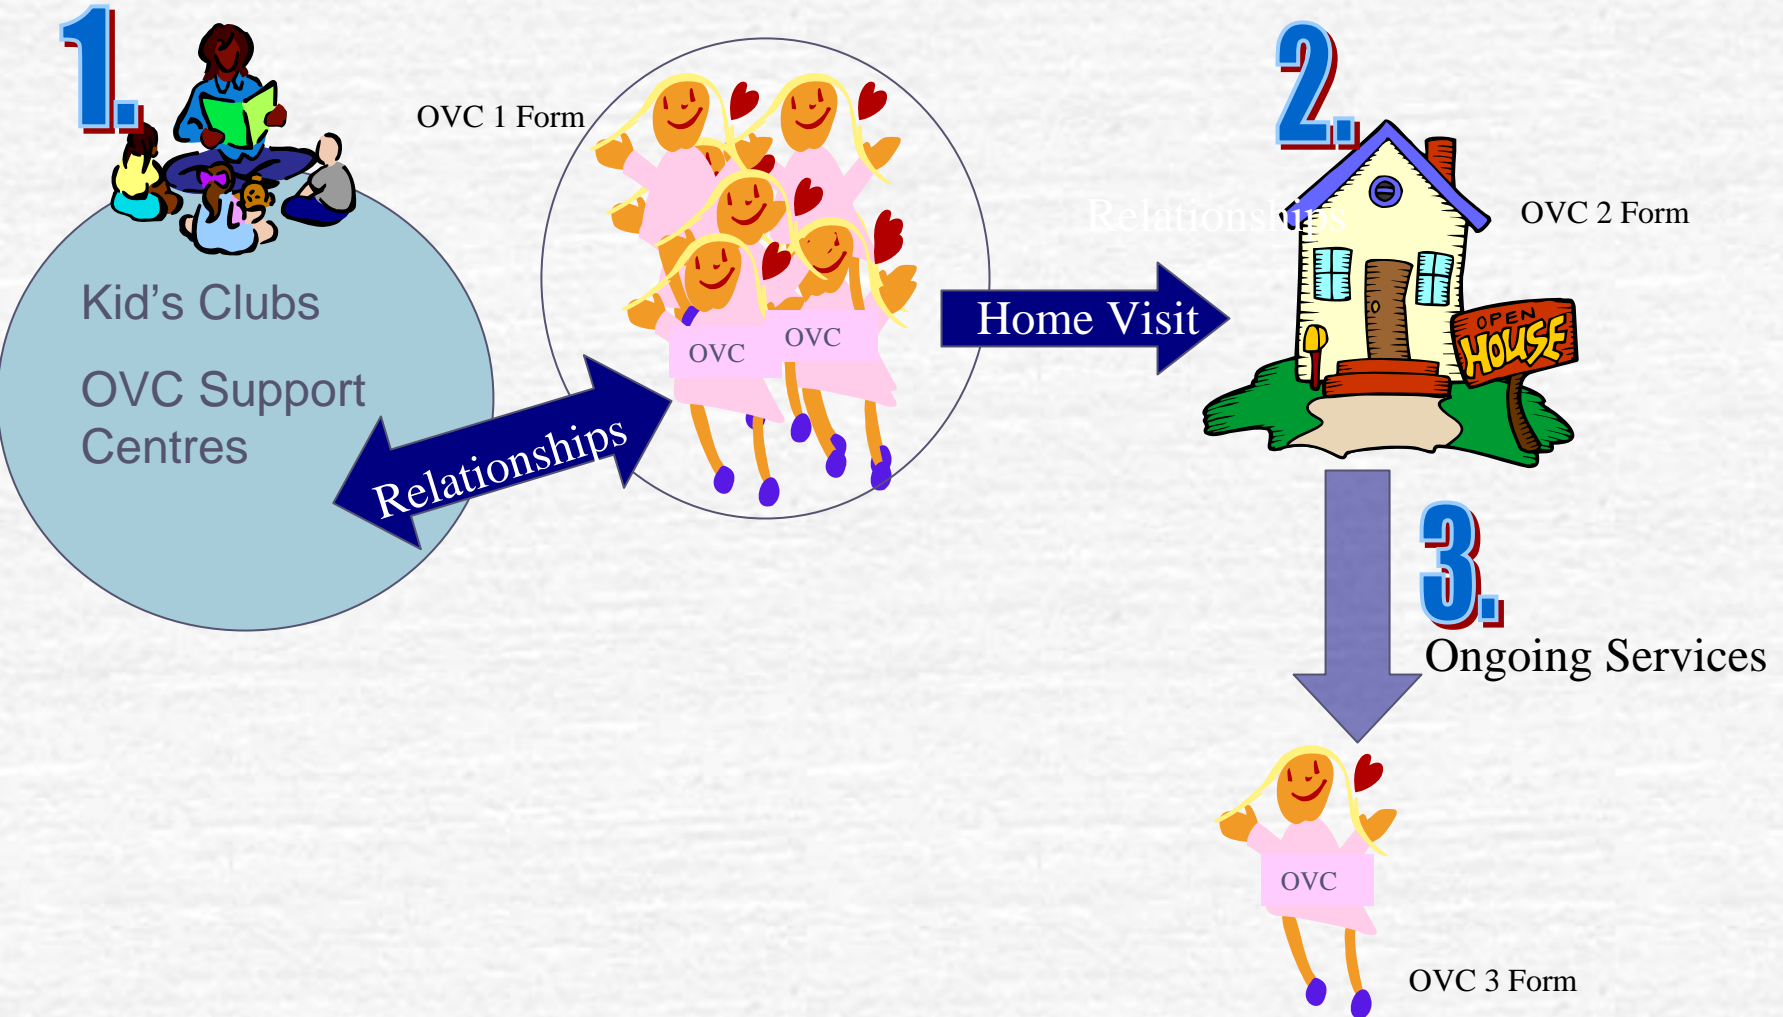 1.
OVC 1 Form
Kid's Clubs
OVC Support
Centres
Relationships
OVC
OVC
Home Visit
2.
Relationships
OVC 2 Form
OPEN
HOUSE
3.
Ongoing Services
OVC
OVC 3 Form